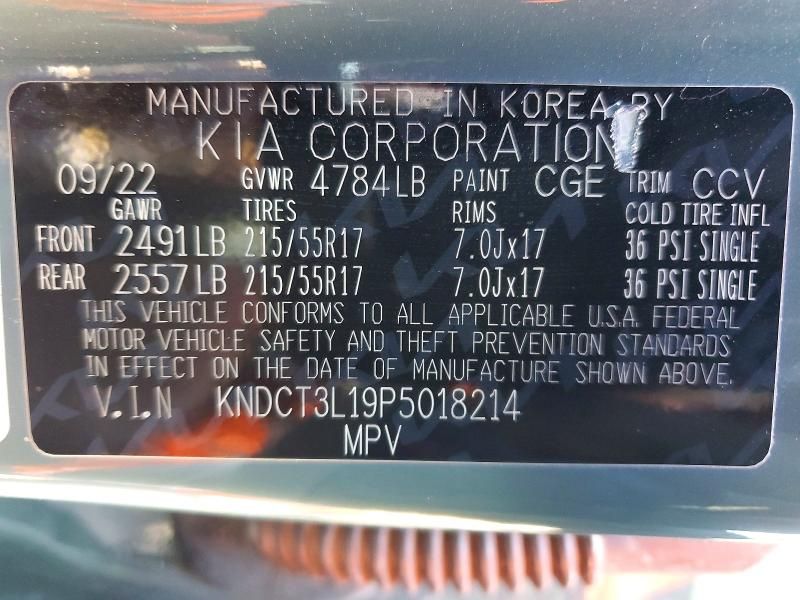 MANUFACTURED IN KOREA BY
KIA CORPORATION
09/22 GVWR 4784LB PAINT CGE TRIM CCV
GAWR TIRES RIMS COLD TIRE INFL
FRONT 2491LB 215/55R17 7.0Jx17 36 PSI SINGLE
REAR 2557LB 215/55R17 7.0Jx17 36 PSI SINGLE
THIS VEHICLE CONFORMS TO ALL APPLICABLE U.S.A. FEDERAL
MOTOR VEHICLE SAFETY AND THEFT PREVENTION STANDARDS
IN EFFECT ON THE DATE OF MANUFACTURE SHOWN ABOVE.
V.I.N KNDCT3L19P5018214
MPV